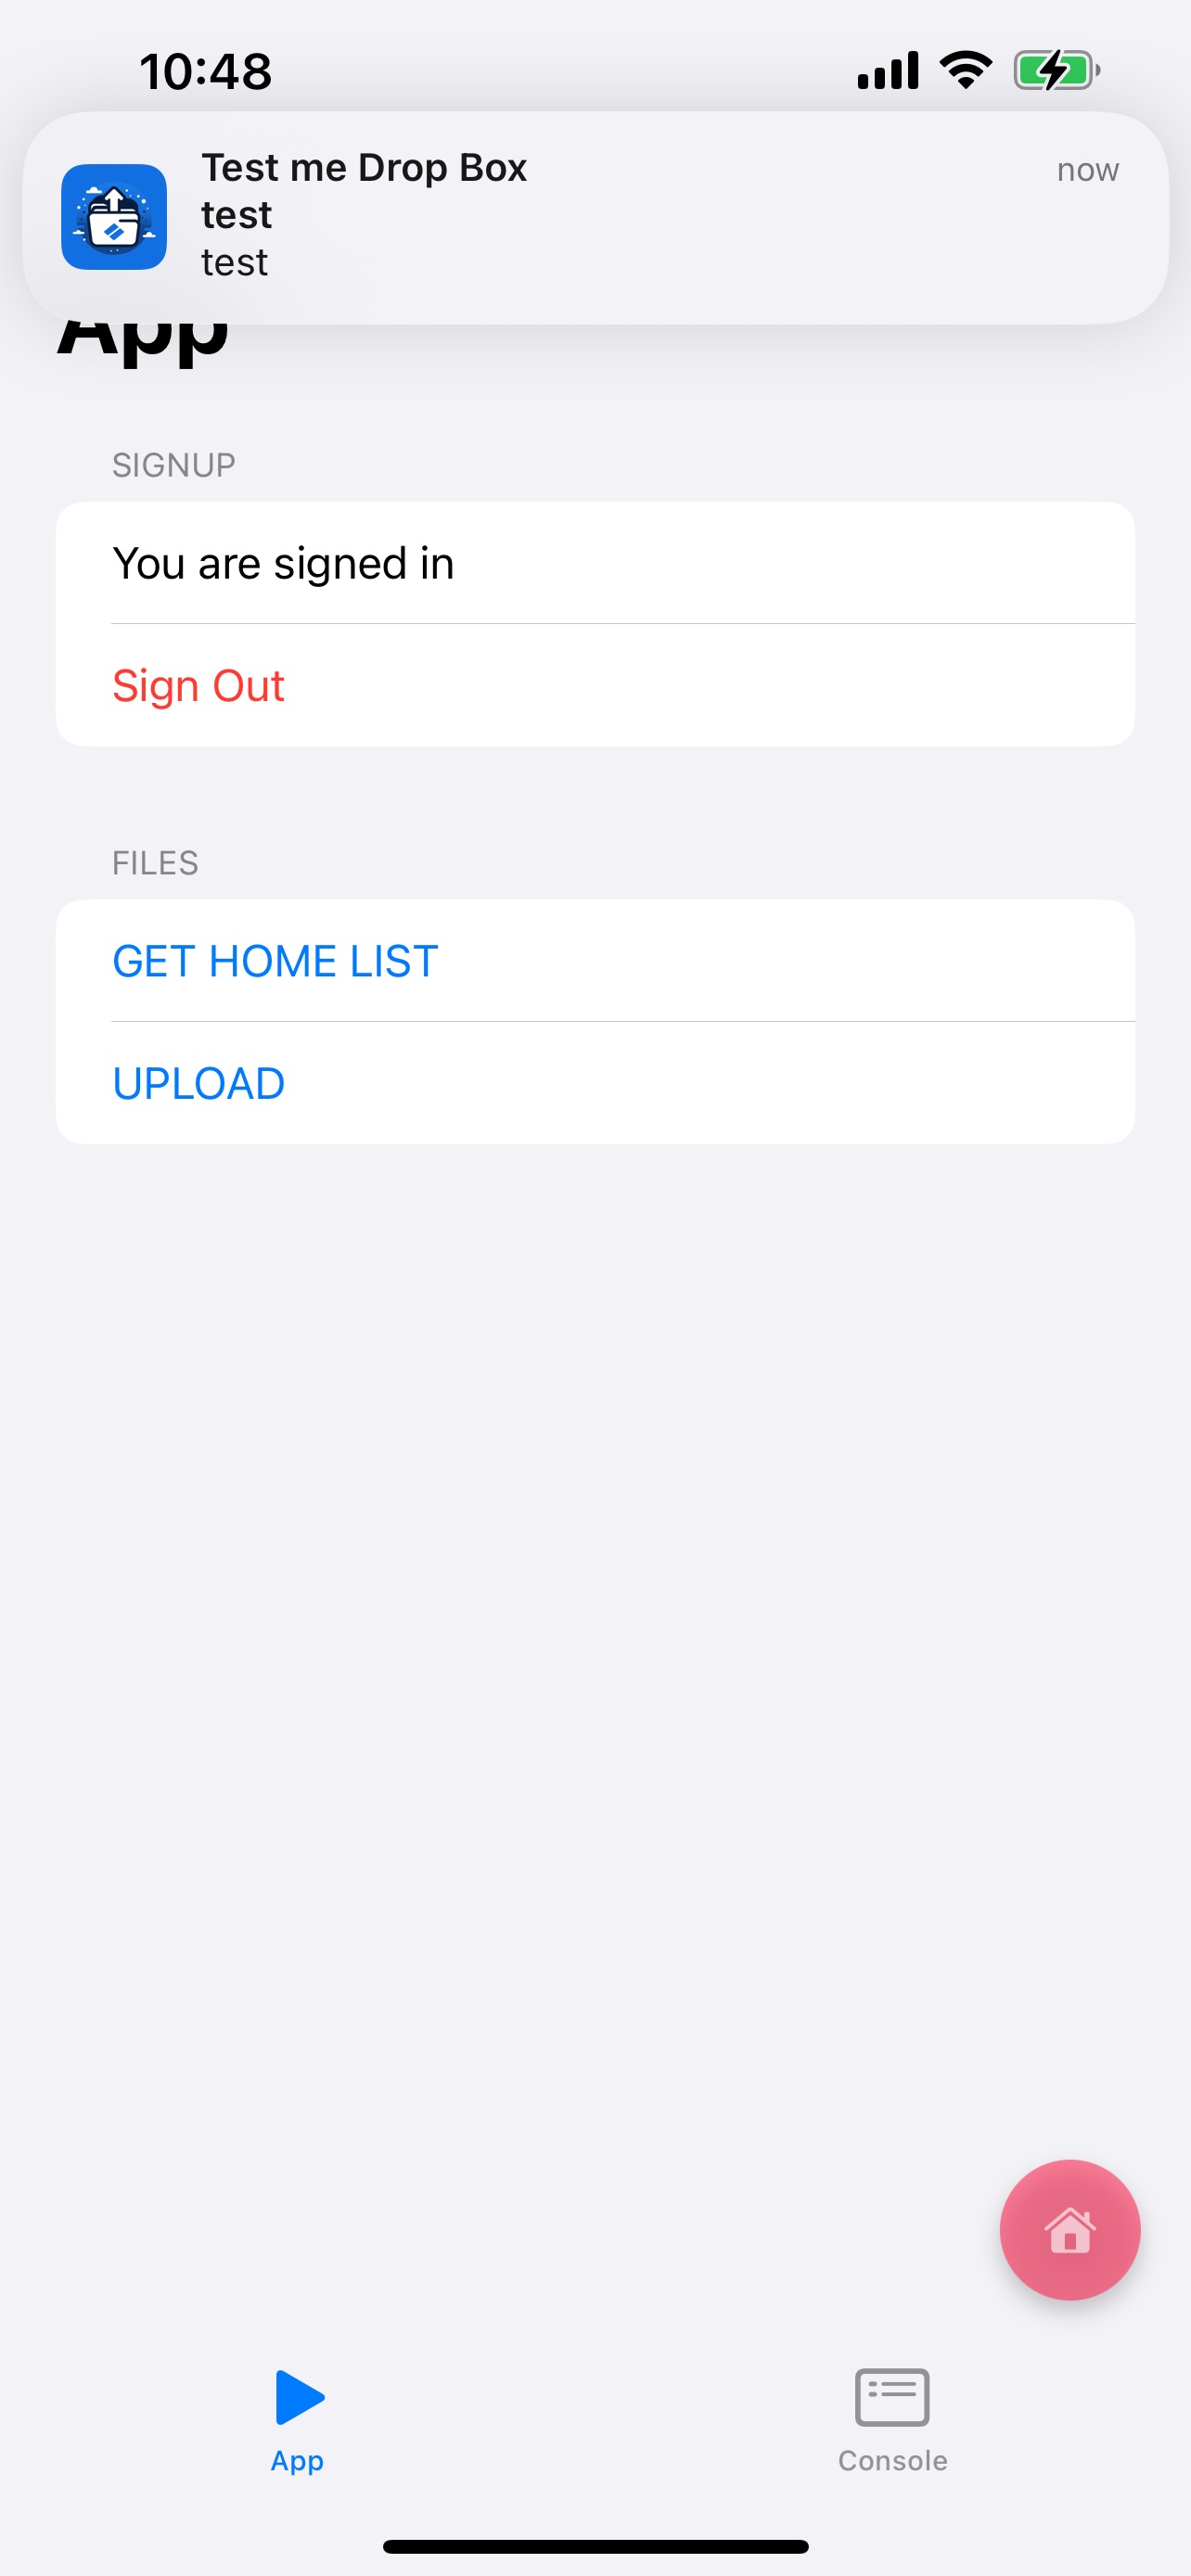 10:48
Test me Drop Box
now
test
test
App
SIGNUP
You are signed in
Sign Out
FILES
GET HOME LIST
UPLOAD
App
Console